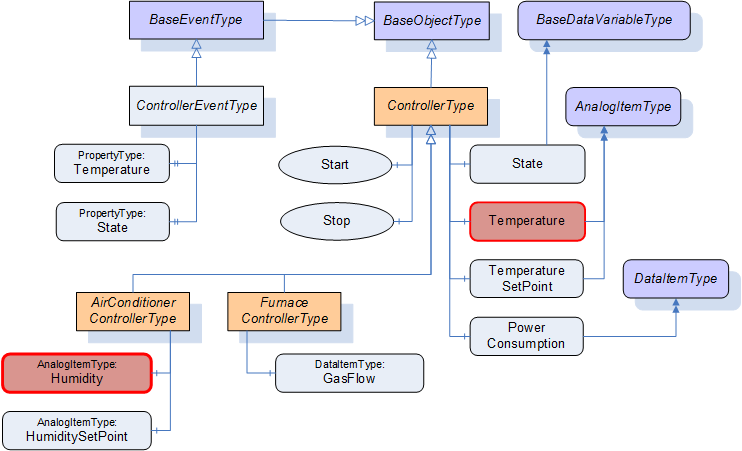 BaseEventType
BaseObjectType
BaseDataVariableType
ControllerEventType
ControllerType
AnalogItemType
PropertyType:
Temperature
Start
State
PropertyType:
State
Stop
Temperature
Temperature
SetPoint
DataItemType
AirConditioner
ControllerType
Furnace
ControllerType
Power
Consumption
AnalogItemType:
Humidity
DataItemType:
GasFlow
AnalogItemType:
HumiditySetPoint